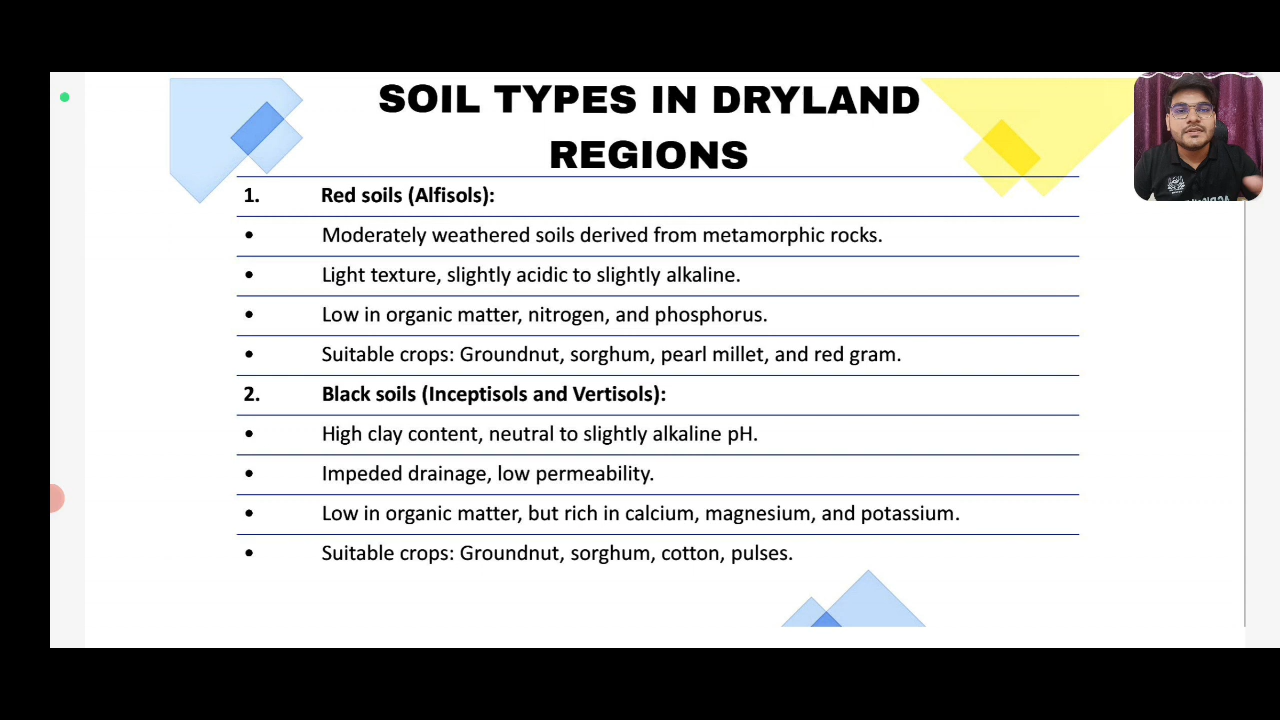 SOIL TYPES IN DRYLAND
REGIONS
1. Red soils (Alfisols):
• Moderately weathered soils derived from metamorphic rocks.
• Light texture, slightly acidic to slightly alkaline.
• Low in organic matter, nitrogen, and phosphorus.
• Suitable crops: Groundnut, sorghum, pearl millet, and red gram.
2. Black soils (Inceptisols and Vertisols):
• High clay content, neutral to slightly alkaline pH.
• Impeded drainage, low permeability.
• Low in organic matter, but rich in calcium, magnesium, and potassium.
• Suitable crops: Groundnut, sorghum, cotton, pulses.